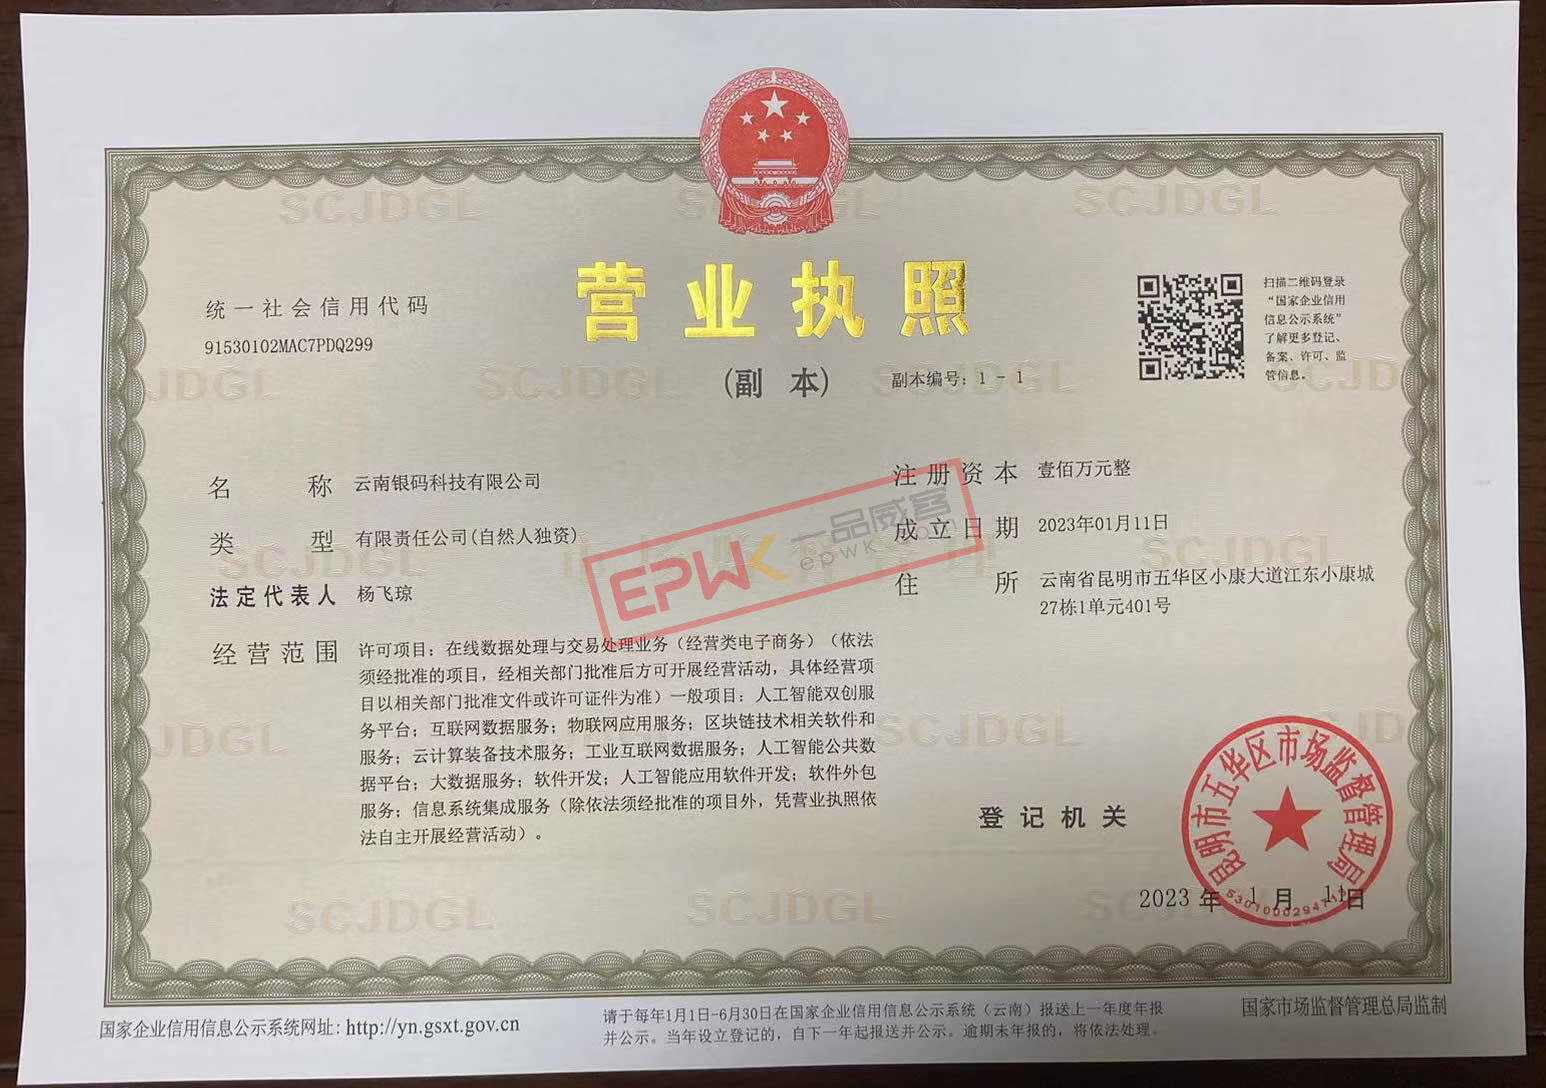 营业执照
(副 本)
副本编号：1 - 1
统一社会信用代码
91530102MAC7PDQ299
扫描二维码登录
“国家企业信用
信息公示系统”
了解更多登记、
备案、许可、监
管信息。
名称 云南银码科技有限公司
类型 有限责任公司(自然人独资)
法定代表人 杨飞琼
经营范围 许可项目：在线数据处理与交易处理业务（经营类电子商务）（依法
须经批准的项目，经相关部门批准后方可开展经营活动，具体经营项
目以相关部门批准文件或许可证件为准）一般项目：人工智能双创服
务平台；互联网数据服务；物联网应用服务；区块链技术相关软件和
服务；云计算装备技术服务；工业互联网数据服务；人工智能公共数
据平台；大数据服务；软件开发；人工智能应用软件开发；软件外包
服务；信息系统集成服务（除依法须经批准的项目外，凭营业执照依
法自主开展经营活动）。
注册资本 壹佰万元整
成立日期 2023年01月11日
住所 云南省昆明市五华区小康大道江东小康城
27栋1单元401号
EPWK 一品威客
epwk.com
登记机关
昆明市五华区市场监督管理局
2023 年 1 月 11日
国家企业信用信息公示系统网址：http://yn.gsxt.gov.cn
请于每年1月1日-6月30日在国家企业信用信息公示系统（云南）报送上一年度年报
并公示。当年设立登记的，自下一年起报送并公示。逾期未年报的，将依法处理。
国家市场监督管理总局监制
SCJDGL